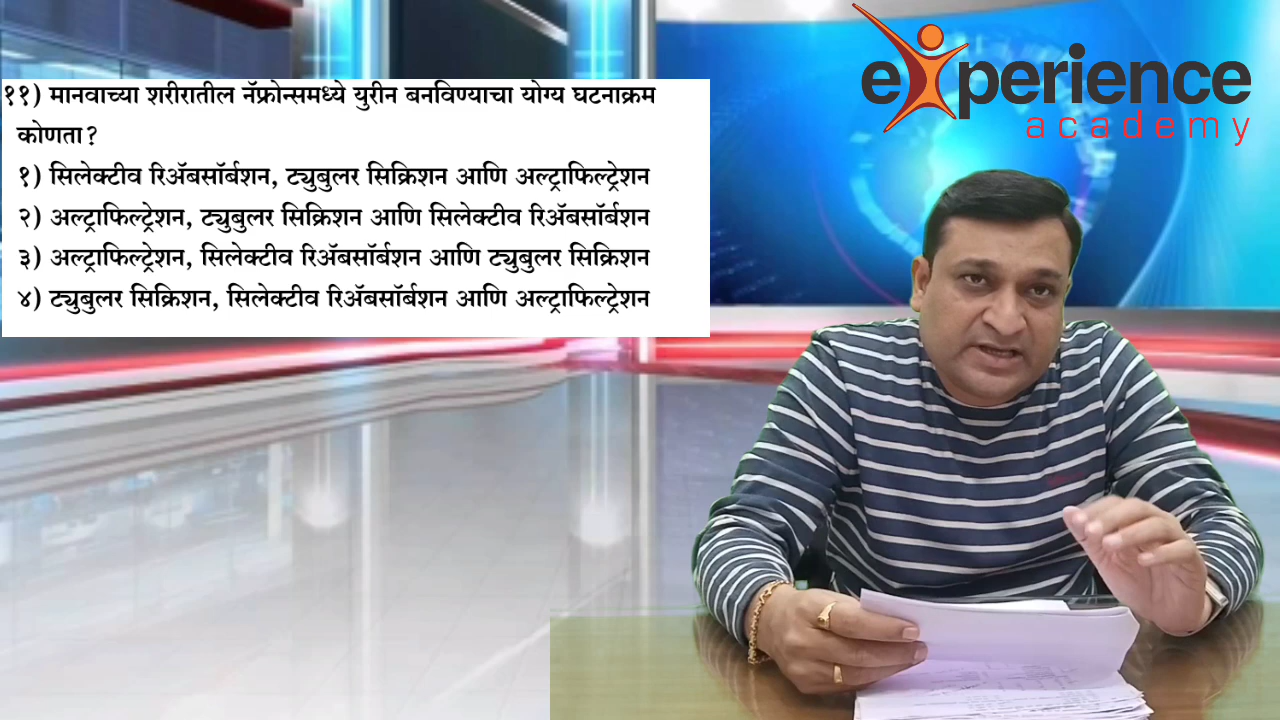 ११) मानवाच्या शरीरातील नॅफ्रोन्समध्ये युरीन बनविण्याचा योग्य घटनाक्रम
कोणता?
१) सिलेक्टीव रिॲबसॉर्बशन, ट्युबुलर सिक्रिशन आणि अल्ट्राफिल्ट्रेशन
२) अल्ट्राफिल्ट्रेशन, ट्युबुलर सिक्रिशन आणि सिलेक्टीव रिॲबसॉर्बशन
३) अल्ट्राफिल्ट्रेशन, सिलेक्टीव रिॲबसॉर्बशन आणि ट्युबुलर सिक्रिशन
४) ट्युबुलर सिक्रिशन, सिलेक्टीव रिॲबसॉर्बशन आणि अल्ट्राफिल्ट्रेशन
experience
academy